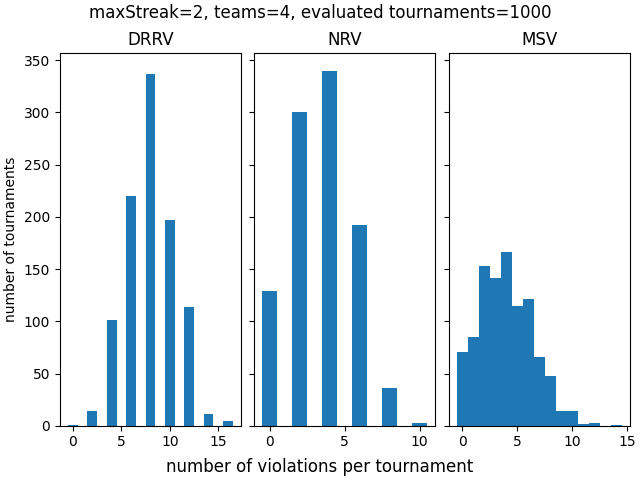 maxStreak=2, teams=4, evaluated tournaments=1000
DRRV
NRV
MSV
number of tournaments
350
300
250
200
150
100
50
0
0 5 10 15
0 5 10
0 5 10 15
number of violations per tournament